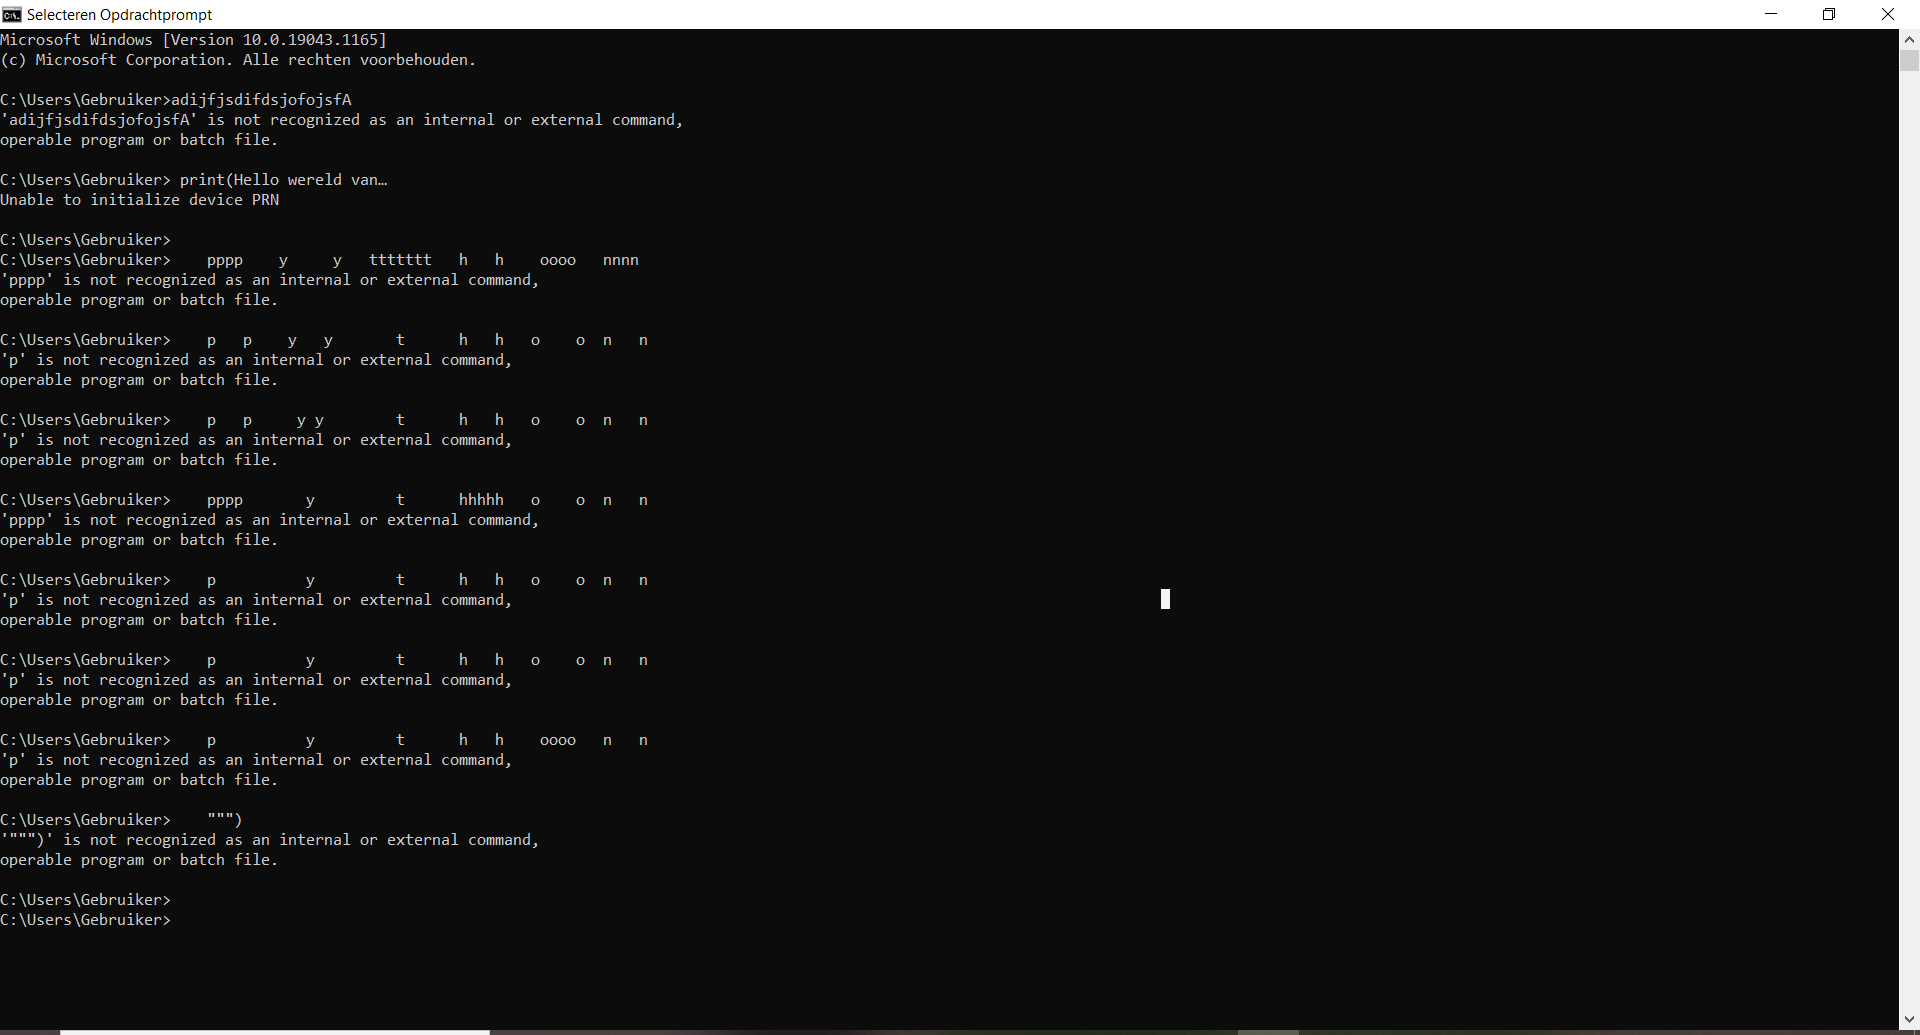 Selecteren Opdrachtprompt
Microsoft Windows [Version 10.0.19043.1165]
(c) Microsoft Corporation. Alle rechten voorbehouden.
C:\Users\Gebruiker>adijfjsdifdsjofojsfA
'adijfjsdifdsjofojsfA' is not recognized as an internal or external command,
operable program or batch file.
C:\Users\Gebruiker> print(Hello wereld van…
Unable to initialize device PRN
C:\Users\Gebruiker>
C:\Users\Gebruiker>    pppp    y     y   ttttttt   h   h    oooo   nnnn
'pppp' is not recognized as an internal or external command,
operable program or batch file.
C:\Users\Gebruiker>    p   p    y   y       t      h   h   o    o  n   n
'p' is not recognized as an internal or external command,
operable program or batch file.
C:\Users\Gebruiker>    p   p     y y        t      h   h   o    o  n   n
'p' is not recognized as an internal or external command,
operable program or batch file.
C:\Users\Gebruiker>    pppp       y         t      hhhhh   o    o  n   n
'pppp' is not recognized as an internal or external command,
operable program or batch file.
C:\Users\Gebruiker>    p          y         t      h   h   o    o  n   n
'p' is not recognized as an internal or external command,
operable program or batch file.
C:\Users\Gebruiker>    p          y         t      h   h   o    o  n   n
'p' is not recognized as an internal or external command,
operable program or batch file.
C:\Users\Gebruiker>    p          y         t      h   h    oooo   n   n
'p' is not recognized as an internal or external command,
operable program or batch file.
C:\Users\Gebruiker>    """)
'""")' is not recognized as an internal or external command,
operable program or batch file.
C:\Users\Gebruiker>
C:\Users\Gebruiker>